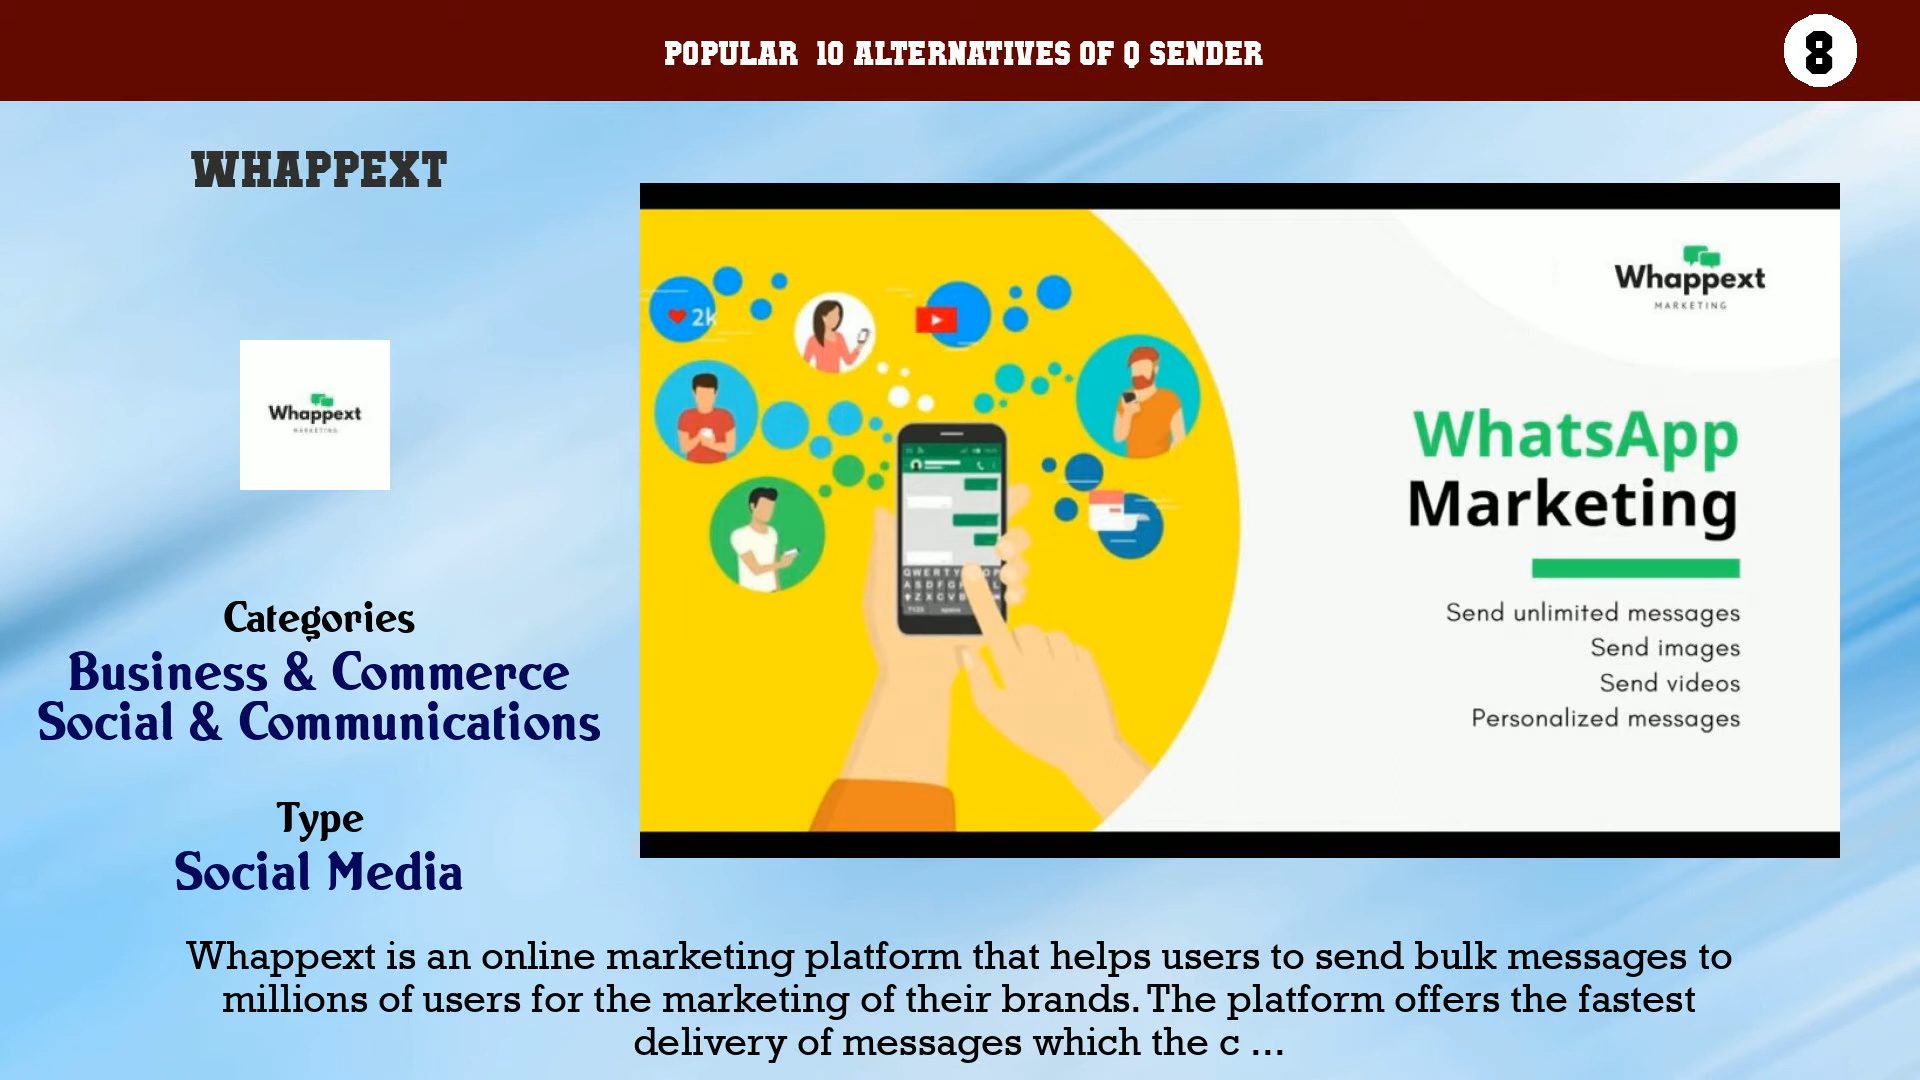 POPULAR 10 ALTERNATIVES OF Q SENDER
8
WHAPPEXT
Whappext
MARKETING
Categories
Business & Commerce
Social & Communications
Type
Social Media
2k
QWERTY
Whappext
MARKETING
WhatsApp
Marketing
Send unlimited messages
Send images
Send videos
Personalized messages
Whappext is an online marketing platform that helps users to send bulk messages to
millions of users for the marketing of their brands. The platform offers the fastest
delivery of messages which the c ...